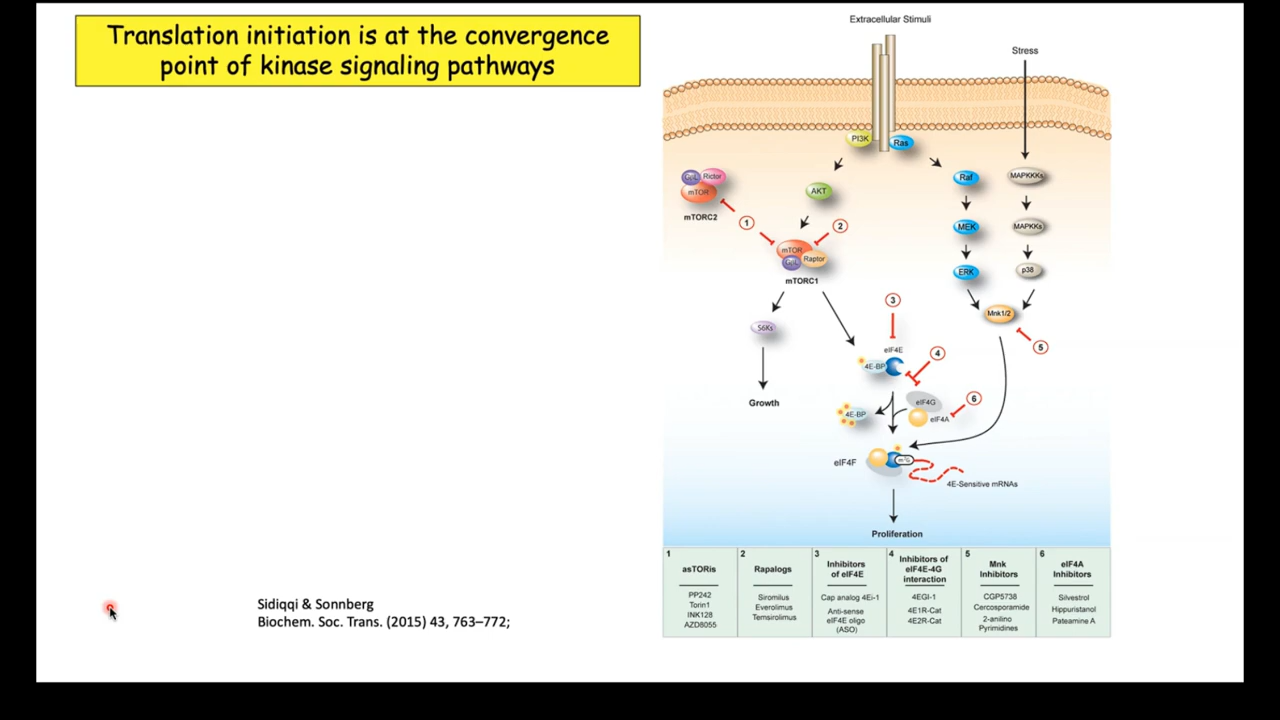 Translation initiation is at the convergence
point of kinase signaling pathways
Extracellular Stimuli
Stress
PI3K
Ras
GβL
Rictor
mTOR
mTORC2
AKT
Raf
MAPKKKs
1
2
MEK
MAPKKs
mTOR
GβL
Raptor
mTORC1
ERK
p38
3
Mnk1/2
S6Ks
5
eIF4E
4
4E-BP
Growth
eIF4G
6
4E-BP
eIF4A
eIF4F
m⁷G
4E-Sensitive mRNAs
Proliferation
1
asTORis
PP242
Torin1
INK128
AZD8055
2
Rapalogs
Siromilus
Everolimus
Temsirolimus
3
Inhibitors
of eIF4E
Cap analog 4Ei-1
Anti-sense
eIF4E oligo
(ASO)
4
Inhibitors of
eIF4E-4G
interaction
4EGI-1
4E1R-Cat
4E2R-Cat
5
Mnk
Inhibitors
CGP5738
Cercosporamide
2-anilino
Pyrimidines
6
eIF4A
Inhibitors
Silvestrol
Hippuristanol
Pateamine A
Sidiqqi & Sonnberg
Biochem. Soc. Trans. (2015) 43, 763–772;